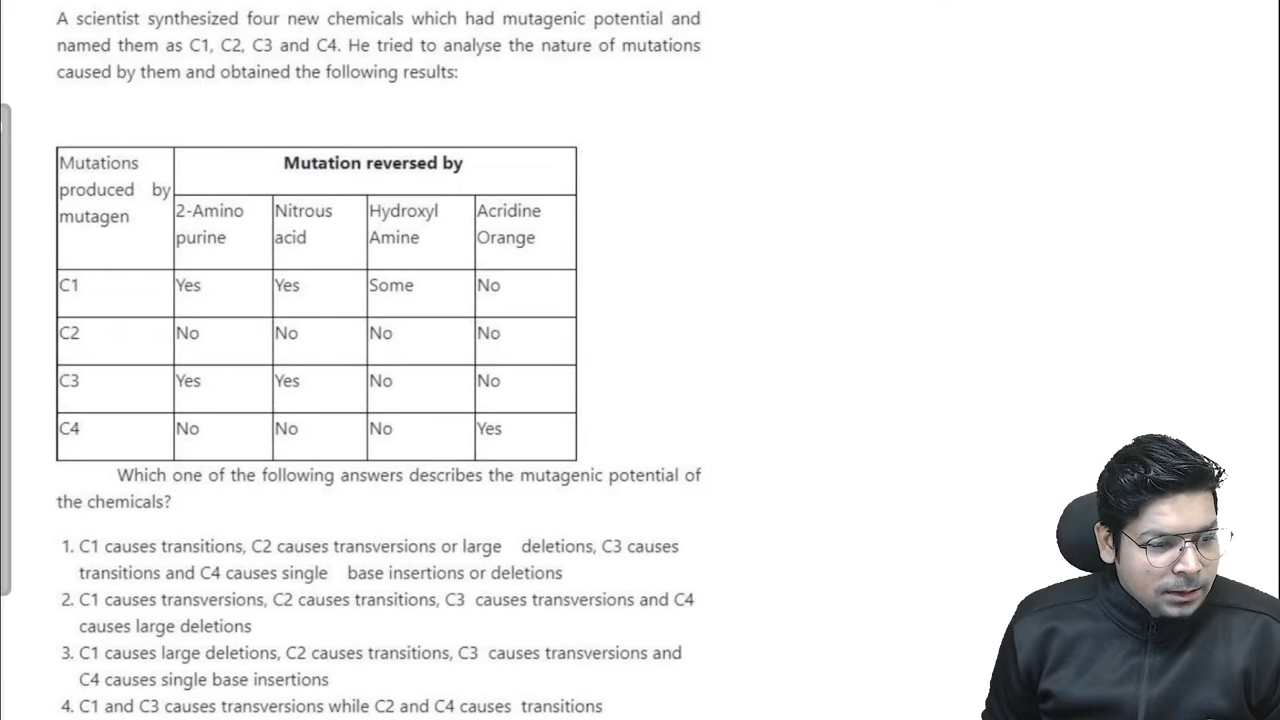 A scientist synthesized four new chemicals which had mutagenic potential and
named them as C1, C2, C3 and C4. He tried to analyse the nature of mutations
caused by them and obtained the following results:
Mutations produced by mutagen
Mutation reversed by
2-Amino purine
Nitrous acid
Hydroxyl Amine
Acridine Orange
C1 Yes Yes Some No
C2 No No No No
C3 Yes Yes No No
C4 No No No Yes
Which one of the following answers describes the mutagenic potential of
the chemicals?
1. C1 causes transitions, C2 causes transversions or large deletions, C3 causes
transitions and C4 causes single base insertions or deletions
2. C1 causes transversions, C2 causes transitions, C3 causes transversions and C4
causes large deletions
3. C1 causes large deletions, C2 causes transitions, C3 causes transversions and
C4 causes single base insertions
4. C1 and C3 causes transversions while C2 and C4 causes transitions